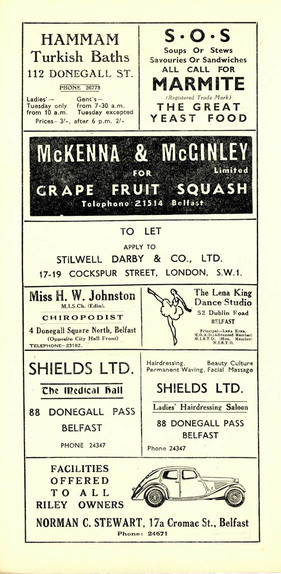 HAMMAM
Turkish Baths
112 DONEGALL ST.
PHONE 26773
Ladies'— Gent's—
Tuesday only from 7-30 a.m.
from 10 a.m. Tuesday excepted
Prices- 3/-, after 6 p.m. 2/-
S·O·S
Soups Or Stews
Savouries Or Sandwiches
ALL CALL FOR
MARMITE
(Registered Trade Mark)
THE GREAT
YEAST FOOD
McKENNA & McGINLEY
Limited
FOR
GRAPE FRUIT SQUASH
Telephone 21514 Belfast
TO LET
APPLY TO
STILWELL DARBY & CO., LTD.
17-19 COCKSPUR STREET, LONDON, S.W.1.
Miss H. W. Johnston
M.I.S.Ch. (Edin).
CHIROPODIST
4 Donegall Square North, Belfast
(Opposite City Hall Front)
TELEPHONE—23182.
The Lena King
Dance Studio
52 Dublin Road
BELFAST
Principal—Lena King,
SHIELDS LTD.
The Medical Hall
88 DONEGALL PASS
BELFAST
PHONE 24347
Hairdressing, Beauty Culture
Permanent Waving, Facial Massage
SHIELDS LTD.
Ladies' Hairdressing Saloon
88 DONEGALL PASS
BELFAST
Phone 24347
FACILITIES
OFFERED
TO ALL
RILEY OWNERS
NORMAN C. STEWART, 17a Cromac St., Belfast
Phone: 24671